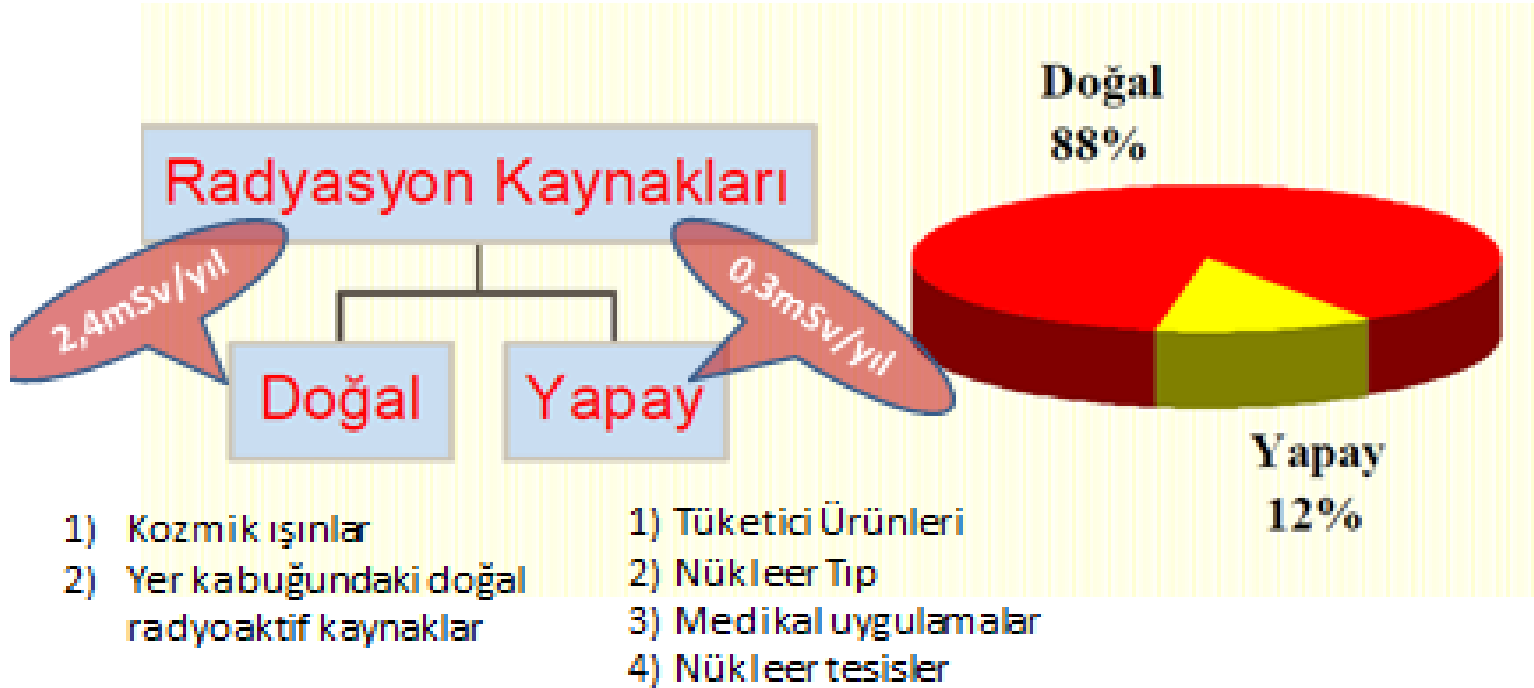 Radyasyon Kaynakları
2,4mSv/yıl
0,3mSv/yıl
Doğal
Yapay
1) Kozmik ışınlar
2) Yer kabuğundaki doğal
radyoaktif kaynaklar
1) Tüketici Ürünleri
2) Nükleer Tıp
3) Medikal uygulamalar
4) Nükleer tesisler
Doğal
88%
Yapay
12%